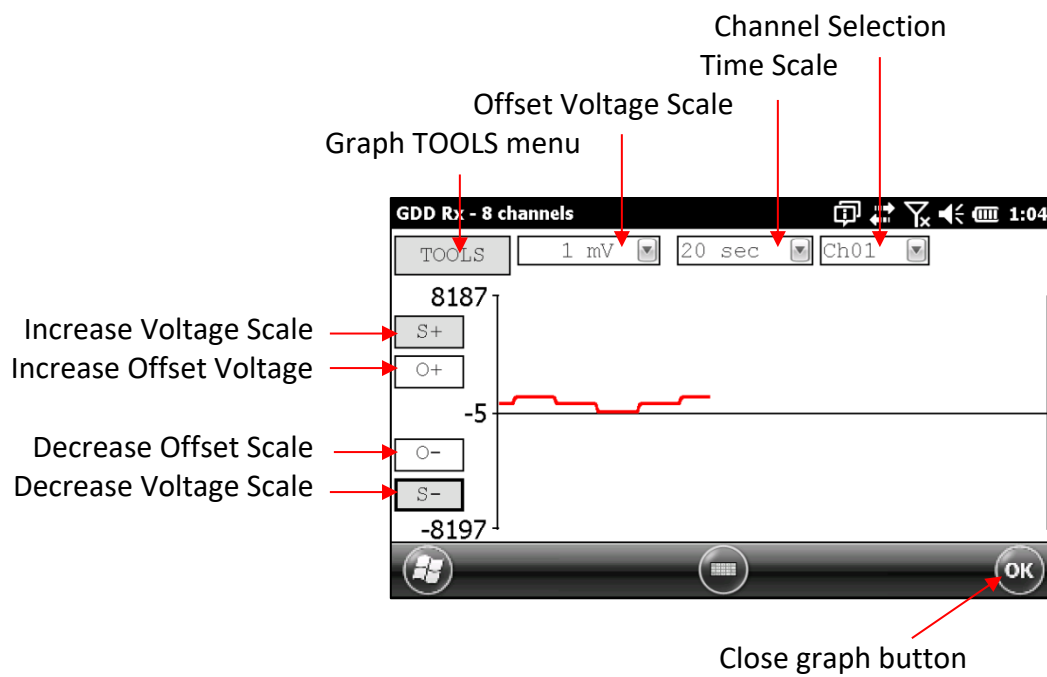 Channel Selection
Time Scale
Offset Voltage Scale
Graph TOOLS menu
GDD Rx - 8 channels 1:04
TOOLS 1 mV 20 sec Ch01
8187
Increase Voltage Scale S+
Increase Offset Voltage O+
-5
Decrease Offset Scale O-
Decrease Voltage Scale S-
-8197
OK
Close graph button